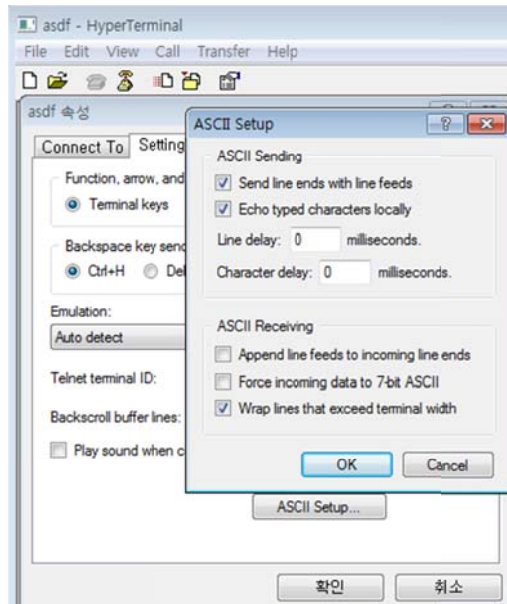 asdf - HyperTerminal
File Edit View Call Transfer Help
asdf 속성
Connect To Setting
Function, arrow, and
Terminal keys
Backspace key send
Ctrl+H Del
Emulation:
Auto detect
Telnet terminal ID:
Backscroll buffer lines:
Play sound when c
ASCII Setup...
확인 취소
ASCII Setup
ASCII Sending
Send line ends with line feeds
Echo typed characters locally
Line delay: 0 milliseconds.
Character delay: 0 milliseconds.
ASCII Receiving
Append line feeds to incoming line ends
Force incoming data to 7-bit ASCII
Wrap lines that exceed terminal width
OK Cancel